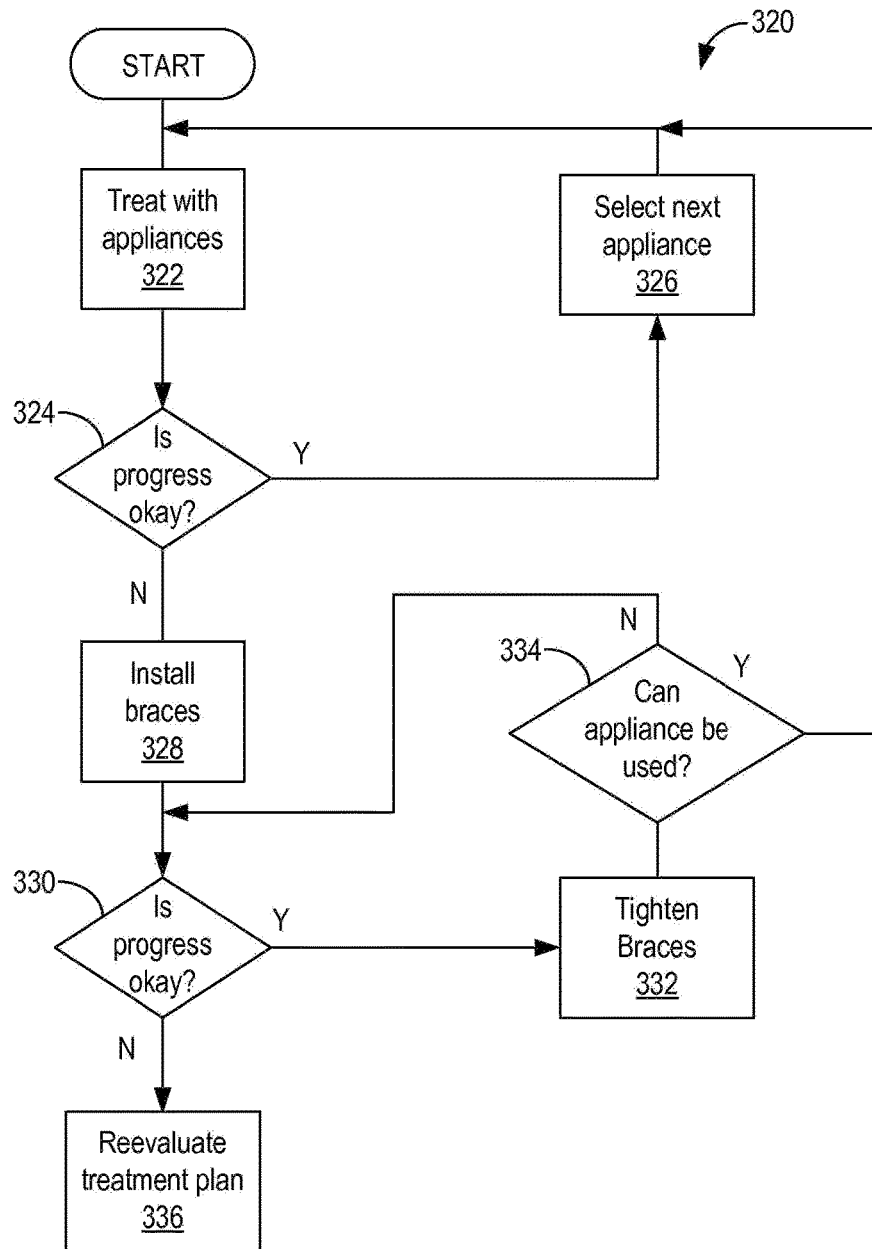 320
START
Treat with
appliances
322
Select next
appliance
326
324
Is
progress
okay?
Y
N
Install
braces
328
N
334
Y
Can
appliance be
used?
330
Is
progress
okay?
Y
Tighten
Braces
332
N
Reevaluate
treatment plan
336